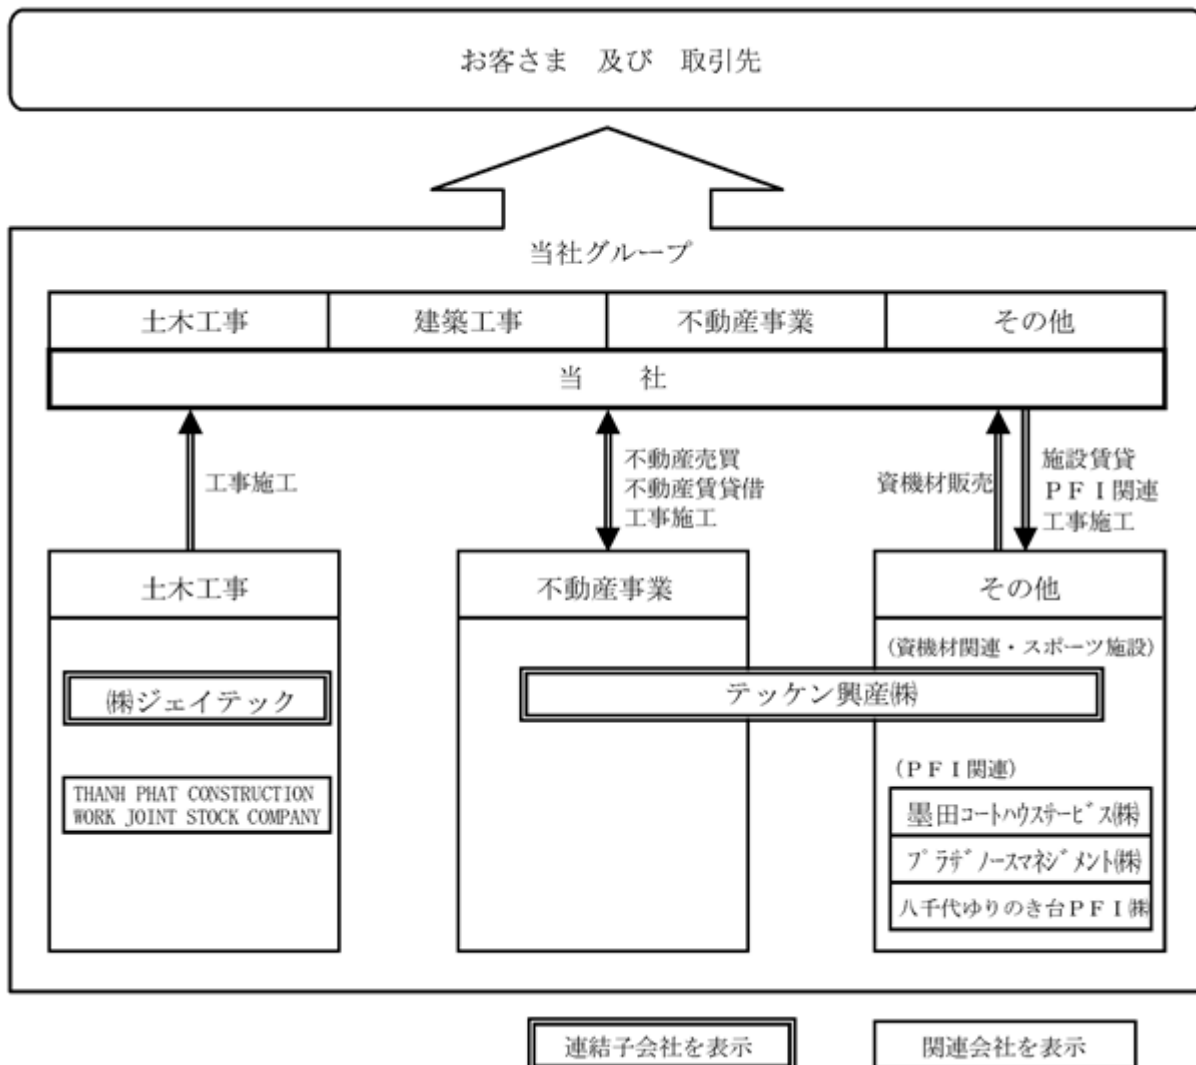 お客さま 及び 取引先
当社グループ
土木工事 建築工事 不動産事業 その他
当 社
工事施工
不動産売買
不動産賃貸借
工事施工
資機材販売
施設賃貸
ＰＦＩ関連
工事施工
土木工事
㈱ジェイテック
THANH PHAT CONSTRUCTION
WORK JOINT STOCK COMPANY
不動産事業
その他
(資機材関連・スポーツ施設)
テッケン興産㈱
(ＰＦＩ関連)
墨田ｺｰﾄﾊｳｽｻｰﾋﾞｽ㈱
ﾌﾟﾗｻﾞﾉｰｽﾏﾈｼﾞﾒﾝﾄ㈱
八千代ゆりのき台ＰＦＩ㈱
連結子会社を表示
関連会社を表示